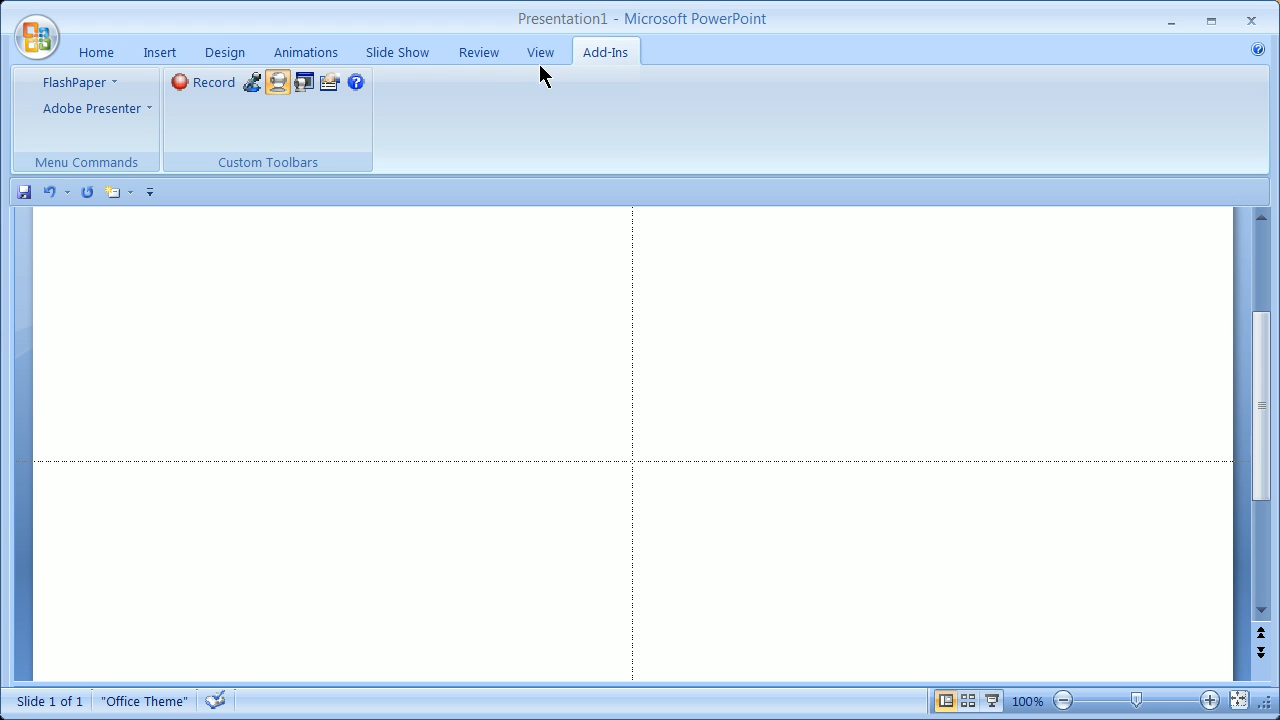 Presentation1 - Microsoft PowerPoint
Home Insert Design Animations Slide Show Review View Add-Ins
FlashPaper Record
Adobe Presenter
Menu Commands Custom Toolbars
Slide 1 of 1 "Office Theme" 100%